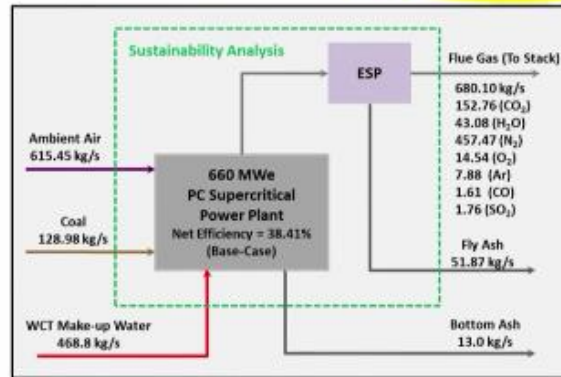 Sustainability Analysis
ESP
Flue Gas (To Stack)
680.10 kg/s
152.76 (CO₂)
43.08 (H₂O)
457.47 (N₂)
14.54 (O₂)
7.88 (Ar)
1.61 (CO)
1.76 (SO₂)
Ambient Air
615.45 kg/s
660 MWe
PC Supercritical
Power Plant
Net Efficiency = 38.41%
(Base-Case)
Coal
128.98 kg/s
Fly Ash
51.87 kg/s
WCT Make-up Water
468.8 kg/s
Bottom Ash
13.0 kg/s